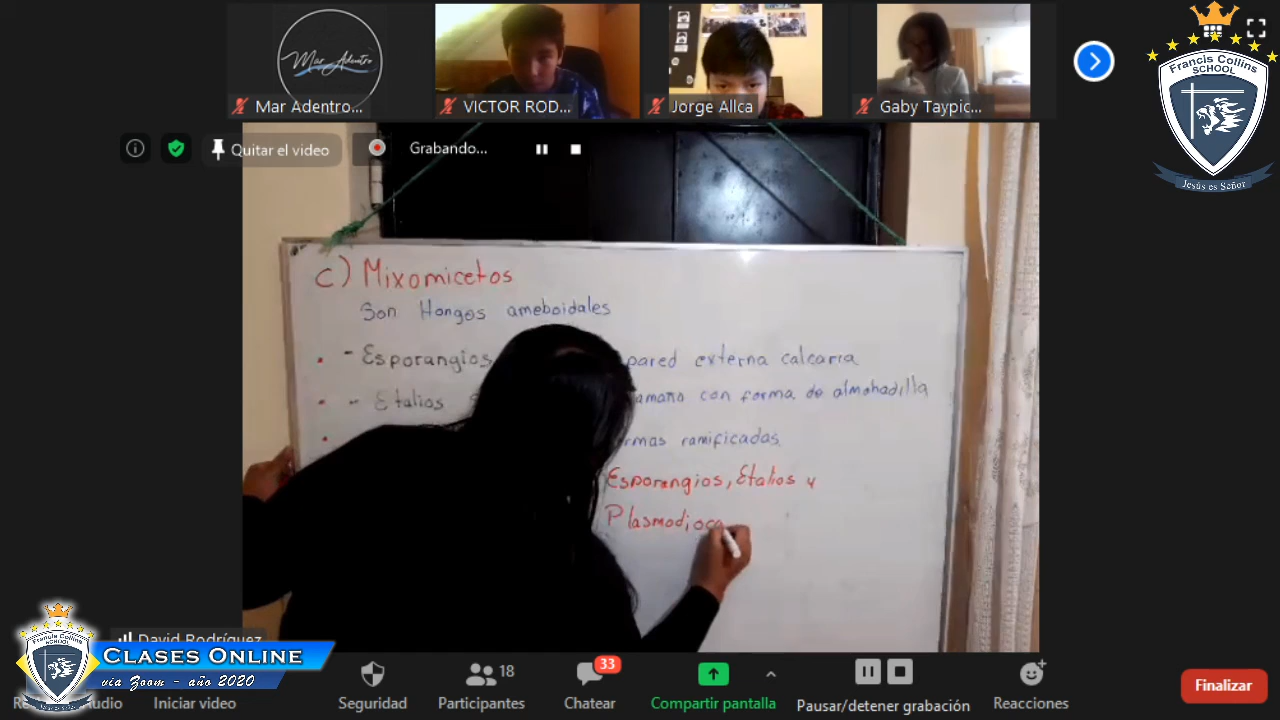 Mar Adentro
Mar Adentro...
VICTOR ROD...
Jorge Allca
Gaby Taypic...
Francis Collins
SCHOOL
Jesús es Señor
Quitar el video
Grabando...
c) Mixomicetos
Son Hongos ameboidales
- Esporangios pared externa calcarea
- Etalios con forma de almohadilla
ramificadas
Esporangios, Etalios y
Plasmodioca
David Rodríguez
CLASES ONLINE
vía Zoom - año 2020
Iniciar video
Seguridad
Participantes
18
Chatear
33
Compartir pantalla
Pausar/detener grabación
Reacciones
Finalizar